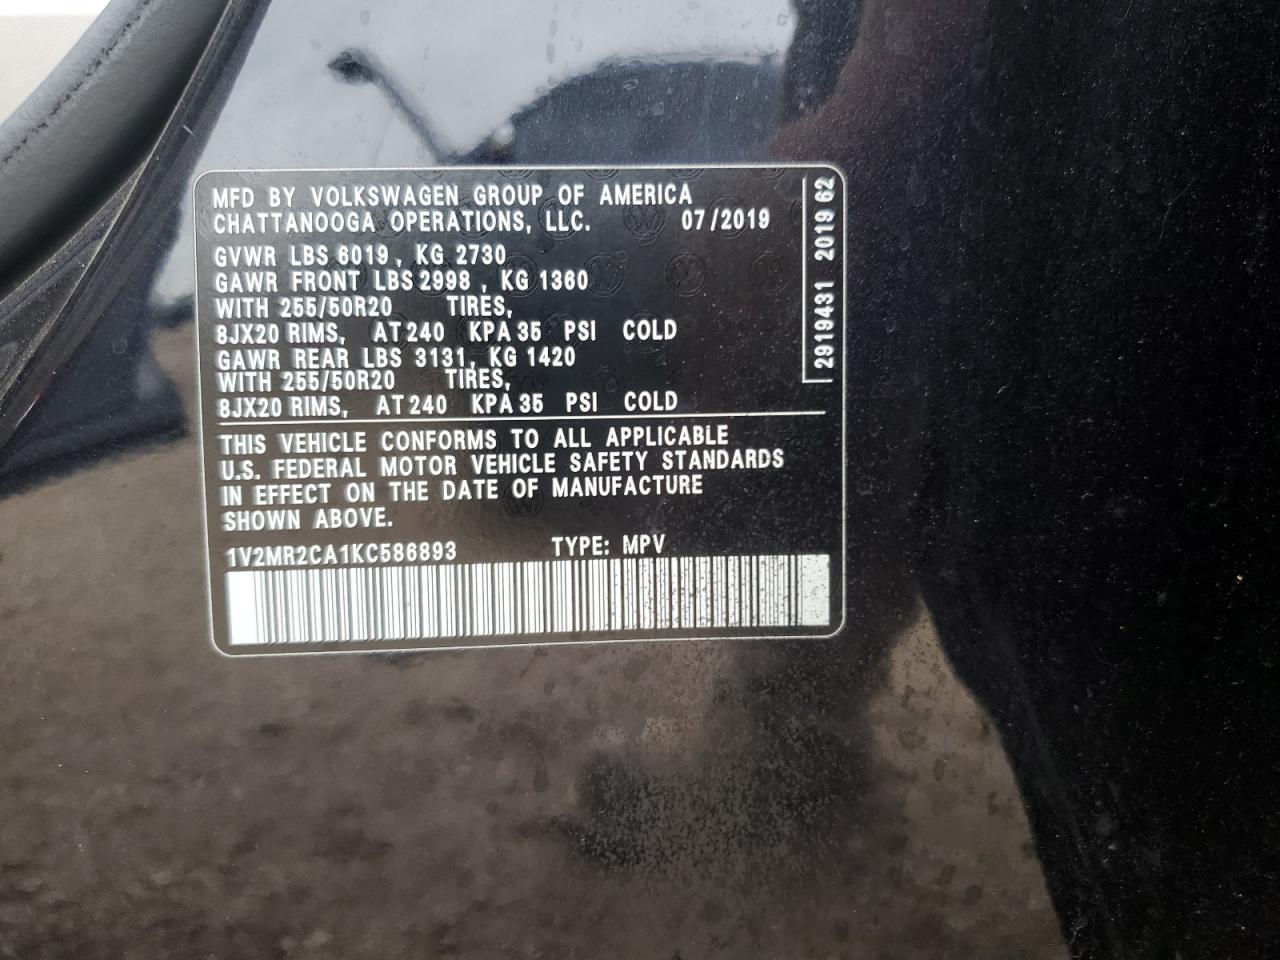 MFD BY VOLKSWAGEN GROUP OF AMERICA
CHATTANOOGA OPERATIONS, LLC. 07/2019
GVWR LBS 6019, KG 2730
GAWR FRONT LBS 2998, KG 1360
WITH 255/50R20 TIRES,
8JX20 RIMS, AT 240 KPA 35 PSI COLD
GAWR REAR LBS 3131, KG 1420
WITH 255/50R20 TIRES,
8JX20 RIMS, AT 240 KPA 35 PSI COLD
THIS VEHICLE CONFORMS TO ALL APPLICABLE
U.S. FEDERAL MOTOR VEHICLE SAFETY STANDARDS
IN EFFECT ON THE DATE OF MANUFACTURE
SHOWN ABOVE.
1V2MR2CA1KC586893 TYPE: MPV
2919431 2019 62